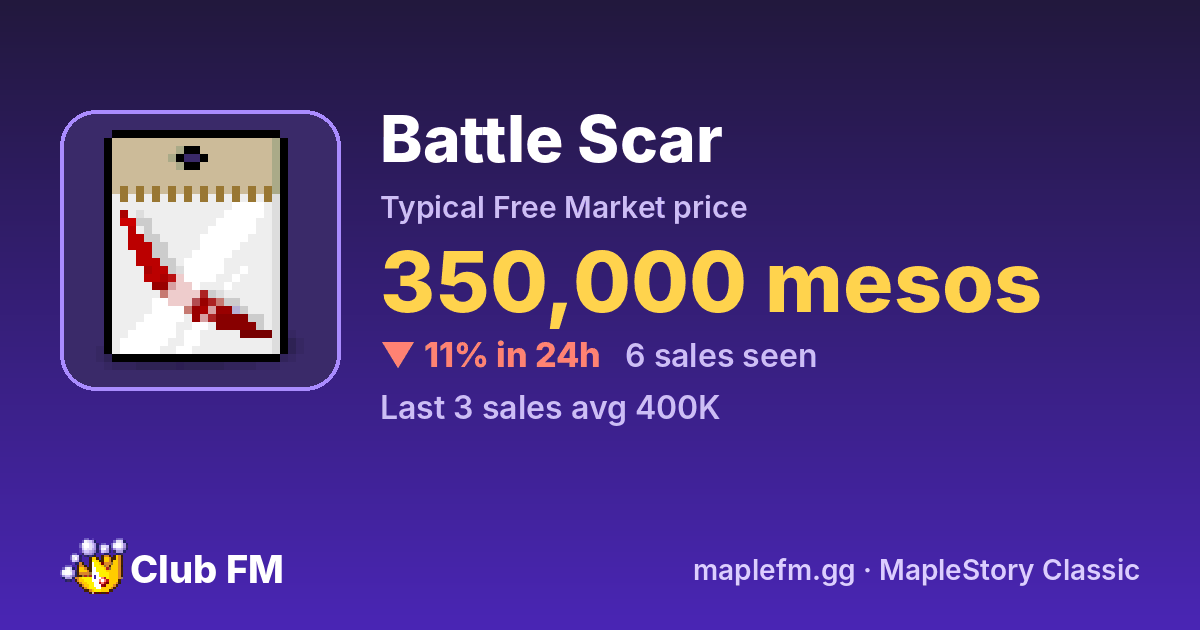 Battle Scar
Typical Free Market price
350,000 mesos
▼ 11% in 24h 6 sales seen
Last 3 sales avg 400K
Club FM
maplefm.gg · MapleStory Classic